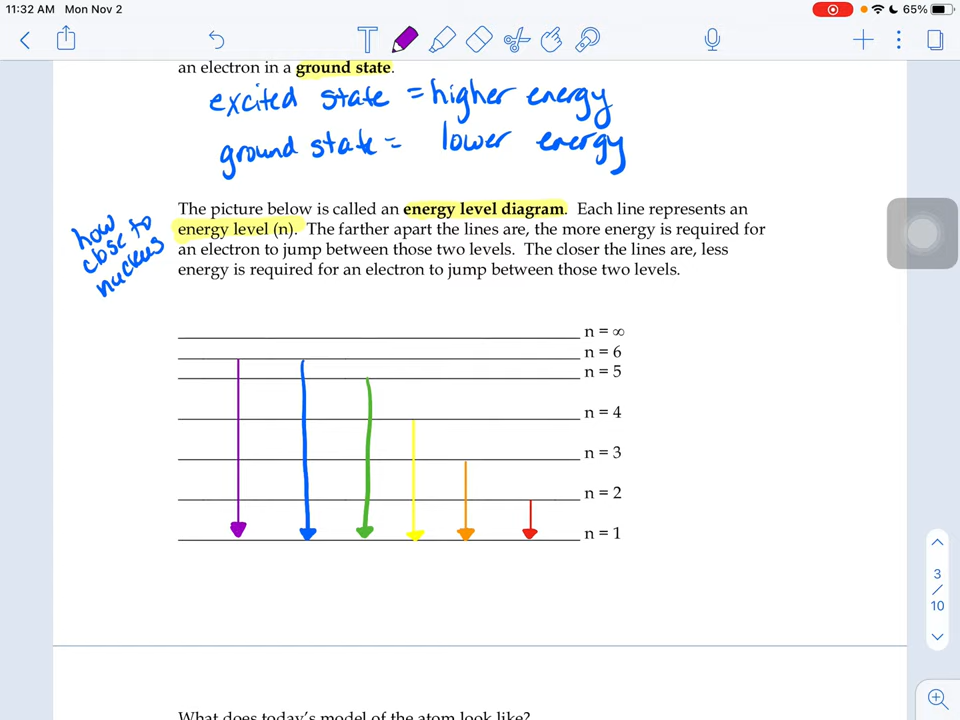 11:32 AM Mon Nov 2
65%
T
an electron in a ground state.
excited state = higher energy
ground state = lower energy
The picture below is called an energy level diagram. Each line represents an
energy level (n). The farther apart the lines are, the more energy is required for
an electron to jump between those two levels. The closer the lines are, less
energy is required for an electron to jump between those two levels.
how
close to
nucleus
n = ∞
n = 6
n = 5
n = 4
n = 3
n = 2
n = 1
3
/
10
What does today's model of the atom look like?